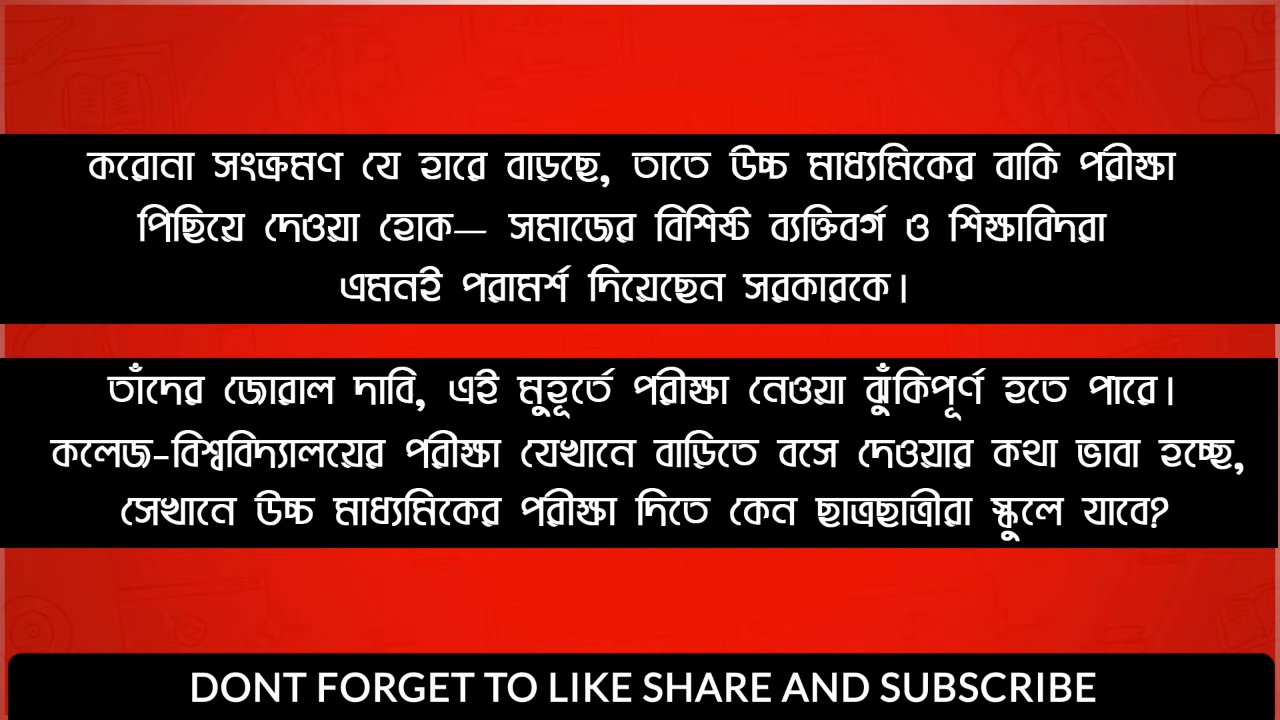 করোনা সংক্রমণ যে হারে বাড়ছে, তাতে উচ্চ মাধ্যমিকের বাকি পরীক্ষা
পিছিয়ে দেওয়া হোক— সমাজের বিশিষ্ট ব্যক্তিবর্গ ও শিক্ষাবিদরা
এমনই পরামর্শ দিয়েছেন সরকারকে।
তাঁদের জোরাল দাবি, এই মুহূর্তে পরীক্ষা নেওয়া ঝুঁকিপূর্ণ হতে পারে।
কলেজ-বিশ্ববিদ্যালয়ের পরীক্ষা যেখানে বাড়িতে বসে দেওয়ার কথা ভাবা হচ্ছে,
সেখানে উচ্চ মাধ্যমিকের পরীক্ষা দিতে কেন ছাত্রছাত্রীরা স্কুলে যাবে?
DONT FORGET TO LIKE SHARE AND SUBSCRIBE